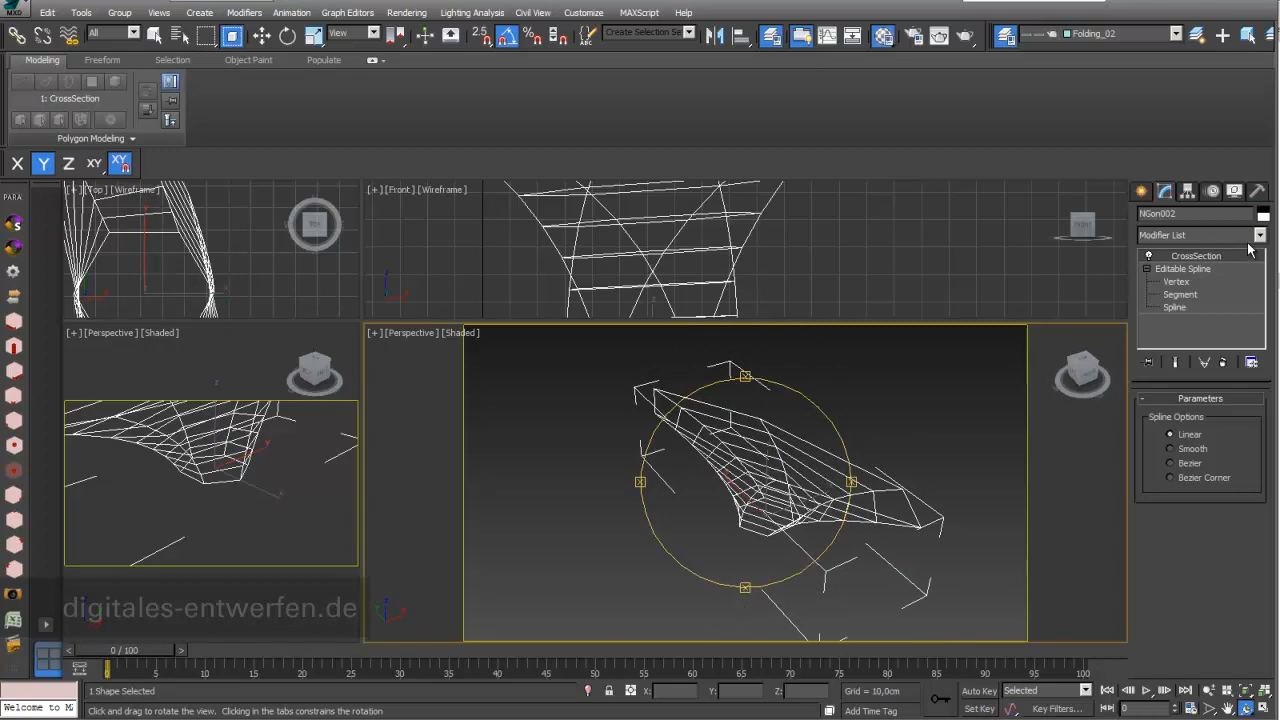 MXD
Edit Tools Group Views Create Modifiers Animation Graph Editors Rendering Lighting Analysis Civil View Customize MAXScript Help
All View 2.5 Create Selection Se Folding_02
Modeling Freeform Selection Object Paint Populate
1: CrossSection
Polygon Modeling
X Y Z XY XY
PARA
[+] [Top] [Wireframe]
[+] [Front] [Wireframe]
TOP
FRONT
NGon002
Modifier List
CrossSection
Editable Spline
Vertex
Segment
Spline
[+] [Perspective] [Shaded]
[+] [Perspective] [Shaded]
- Parameters
Spline Options
Linear
Smooth
Bezier
Bezier Corner
digitales-entwerfen.de
< 0 / 100 >
0 5 10 15 20 25 30 35 40 45 50 55 60 65 70 75 80 85 90 95 100
1 Shape Selected X: Y: Z: Grid = 10,0cm Auto Key Selected
Welcome to M Click and drag to rotate the view. Clicking in the tabs constrains the rotation Add Time Tag Set Key Key Filters... 0